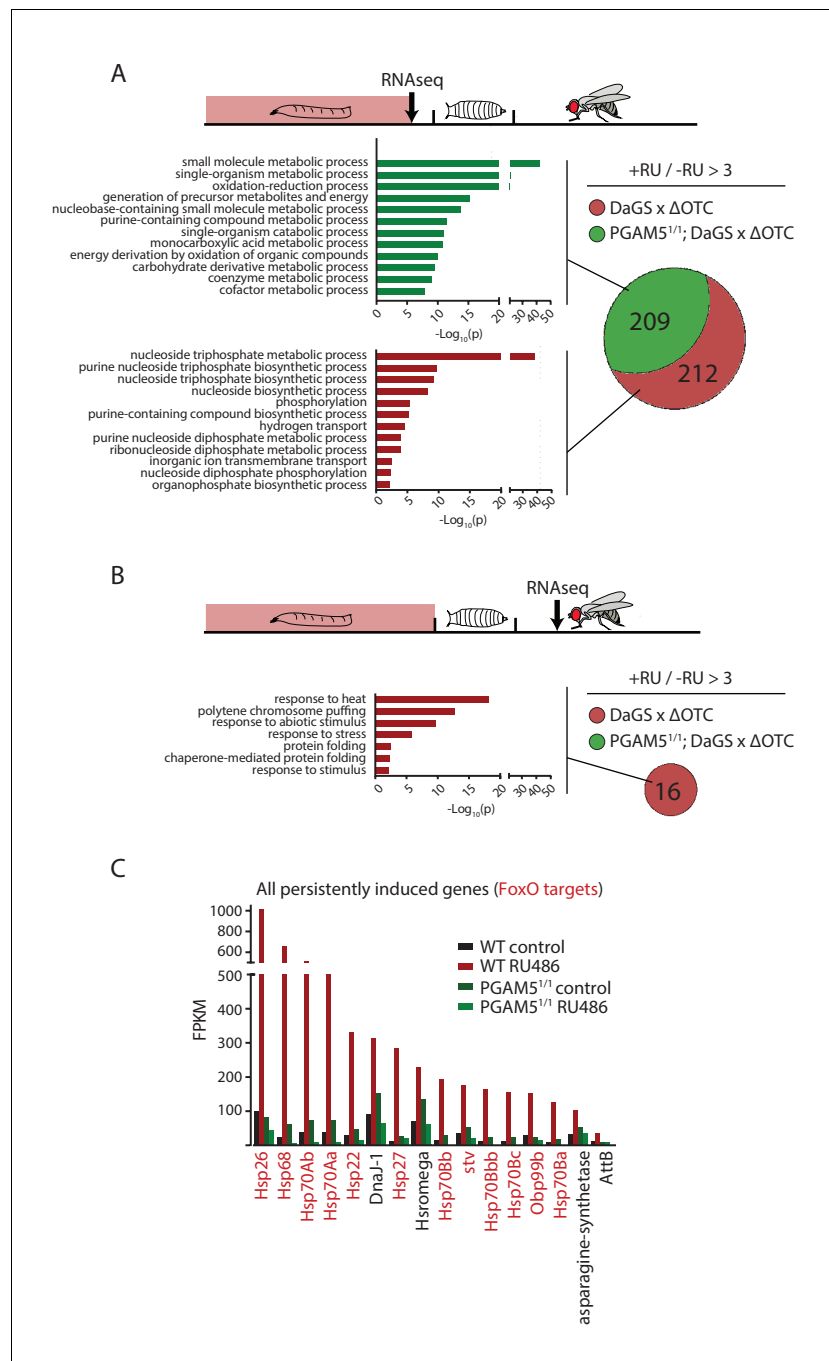 A
RNAseq
small molecule metabolic process
single-organism metabolic process
oxidation-reduction process
generation of precursor metabolites and energy
nucleobase-containing small molecule metabolic process
purine-containing compound metabolic process
single-organism catabolic process
monocarboxylic acid metabolic process
energy derivation by oxidation of organic compounds
carbohydrate derivative metabolic process
coenzyme metabolic process
cofactor metabolic process
0 5 10 15 20 30 40 50
-Log10(p)
+RU / -RU > 3
DaGS x ΔOTC
PGAM51/1; DaGS x ΔOTC
209
212
nucleoside triphosphate metabolic process
purine nucleoside triphosphate biosynthetic process
nucleoside triphosphate biosynthetic process
nucleoside biosynthetic process
phosphorylation
purine-containing compound biosynthetic process
hydrogen transport
purine nucleoside diphosphate metabolic process
ribonucleoside diphosphate metabolic process
inorganic ion transmembrane transport
nucleoside diphosphate phosphorylation
organophosphate biosynthetic process
0 5 10 15 20 30 40 50
-Log10(p)
B
RNAseq
response to heat
polytene chromosome puffing
response to abiotic stimulus
response to stress
protein folding
chaperone-mediated protein folding
response to stimulus
0 5 10 15 20 30 40 50
-Log10(p)
+RU / -RU > 3
DaGS x ΔOTC
PGAM51/1; DaGS x ΔOTC
16
C
All persistently induced genes (FoxO targets)
WT control
WT RU486
PGAM51/1 control
PGAM51/1 RU486
FPKM
1000
800
600
500
400
300
200
100
Hsp26
Hsp68
Hsp70Ab
Hsp70Aa
Hsp22
DnaJ-1
Hsp27
Hsromega
Hsp70Bb
stv
Hsp70Bbb
Hsp70Bc
Obp99b
Hsp70Ba
asparagine-synthetase
AttB